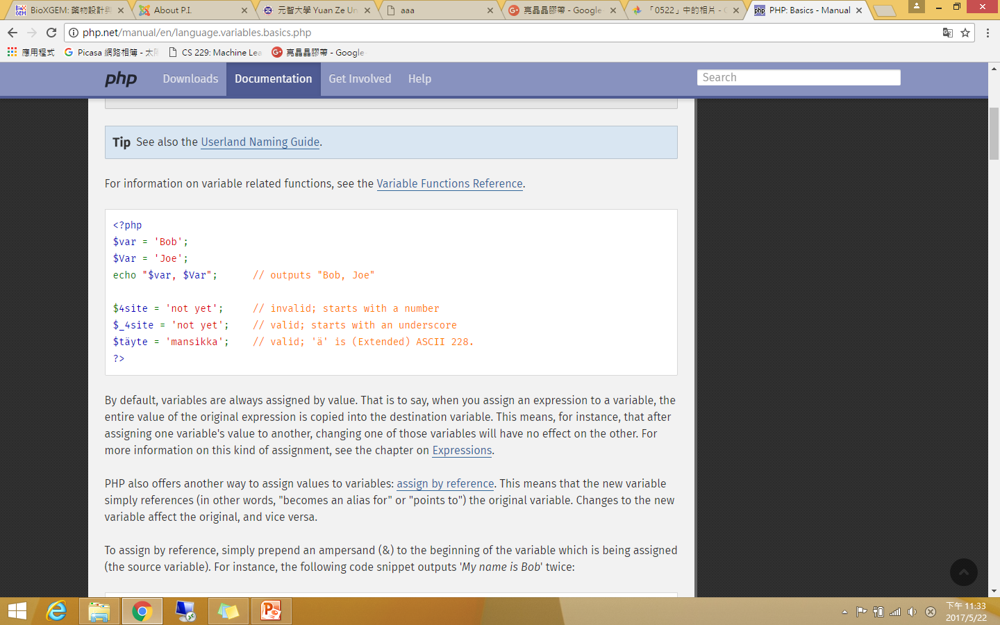 BioXGEM: 藥物設計與
About P.I.
元智大學 Yuan Ze Un
aaa
亮晶晶膠帶 - Google
「0522」中的相片 - G
php PHP: Basics - Manual
php.net/manual/en/language.variables.basics.php
應用程式
Picasa 網路相簿 - 太
CS 229: Machine Lea
亮晶晶膠帶 - Google
php
Downloads
Documentation
Get Involved
Help
Search
Tip See also the Userland Naming Guide.
For information on variable related functions, see the Variable Functions Reference.
<?php
$var = 'Bob';
$Var = 'Joe';
echo "$var, $Var";      // outputs "Bob, Joe"
$4site = 'not yet';     // invalid; starts with a number
$_4site = 'not yet';    // valid; starts with an underscore
$täyte = 'mansikka';    // valid; 'ä' is (Extended) ASCII 228.
?>
By default, variables are always assigned by value. That is to say, when you assign an expression to a variable, the
entire value of the original expression is copied into the destination variable. This means, for instance, that after
assigning one variable's value to another, changing one of those variables will have no effect on the other. For
more information on this kind of assignment, see the chapter on Expressions.
PHP also offers another way to assign values to variables: assign by reference. This means that the new variable
simply references (in other words, "becomes an alias for" or "points to") the original variable. Changes to the new
variable affect the original, and vice versa.
To assign by reference, simply prepend an ampersand (&) to the beginning of the variable which is being assigned
(the source variable). For instance, the following code snippet outputs 'My name is Bob' twice:
下午 11:33
2017/5/22